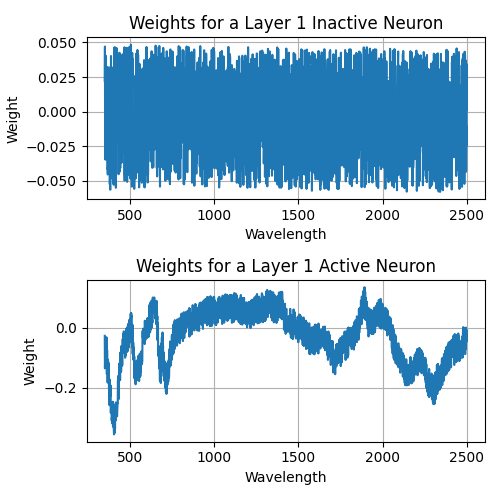 Weights for a Layer 1 Inactive Neuron
0.050
0.025
0.000
−0.025
−0.050
Weight
500 1000 1500 2000 2500
Wavelength
Weights for a Layer 1 Active Neuron
0.0
−0.2
Weight
500 1000 1500 2000 2500
Wavelength